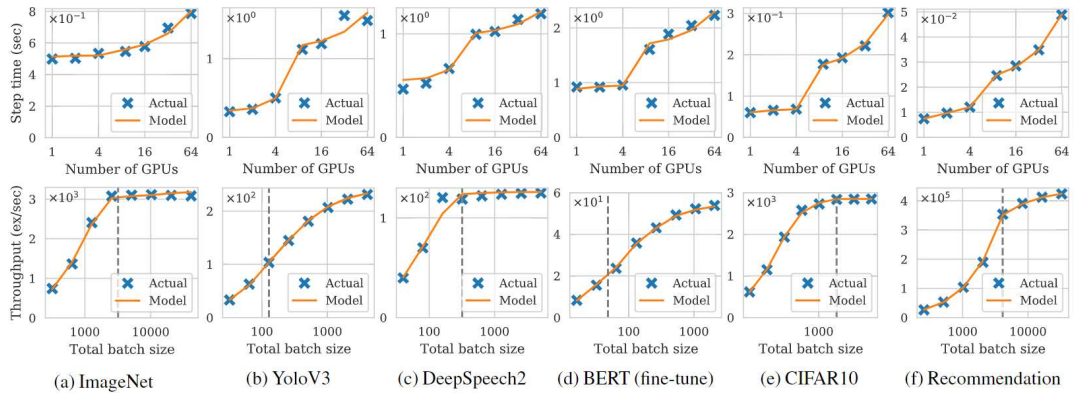 Step time (sec)
×10⁻¹
8
6
4
2
0
Actual
Model
1
4
16
64
Number of GPUs
×10⁰
1
0
Actual
Model
1
4
16
64
Number of GPUs
×10⁰
1
0
Actual
Model
1
4
16
64
Number of GPUs
×10⁰
2
1
0
Actual
Model
1
4
16
64
Number of GPUs
×10⁻¹
3
2
1
0
Actual
Model
1
4
16
64
Number of GPUs
×10⁻²
5
4
3
2
1
0
Actual
Model
1
4
16
64
Number of GPUs
Throughput (ex/sec)
×10³
3
2
1
0
Actual
Model
1000
10000
Total batch size
×10²
2
1
0
Actual
Model
100
1000
Total batch size
×10²
1
0
Actual
Model
100
1000
Total batch size
×10¹
6
4
2
0
Actual
Model
100
1000
Total batch size
×10³
3
2
1
0
Actual
Model
1000
Total batch size
×10⁵
4
3
2
1
0
Actual
Model
1000
10000
Total batch size
(a) ImageNet
(b) YoloV3
(c) DeepSpeech2
(d) BERT (fine-tune)
(e) CIFAR10
(f) Recommendation